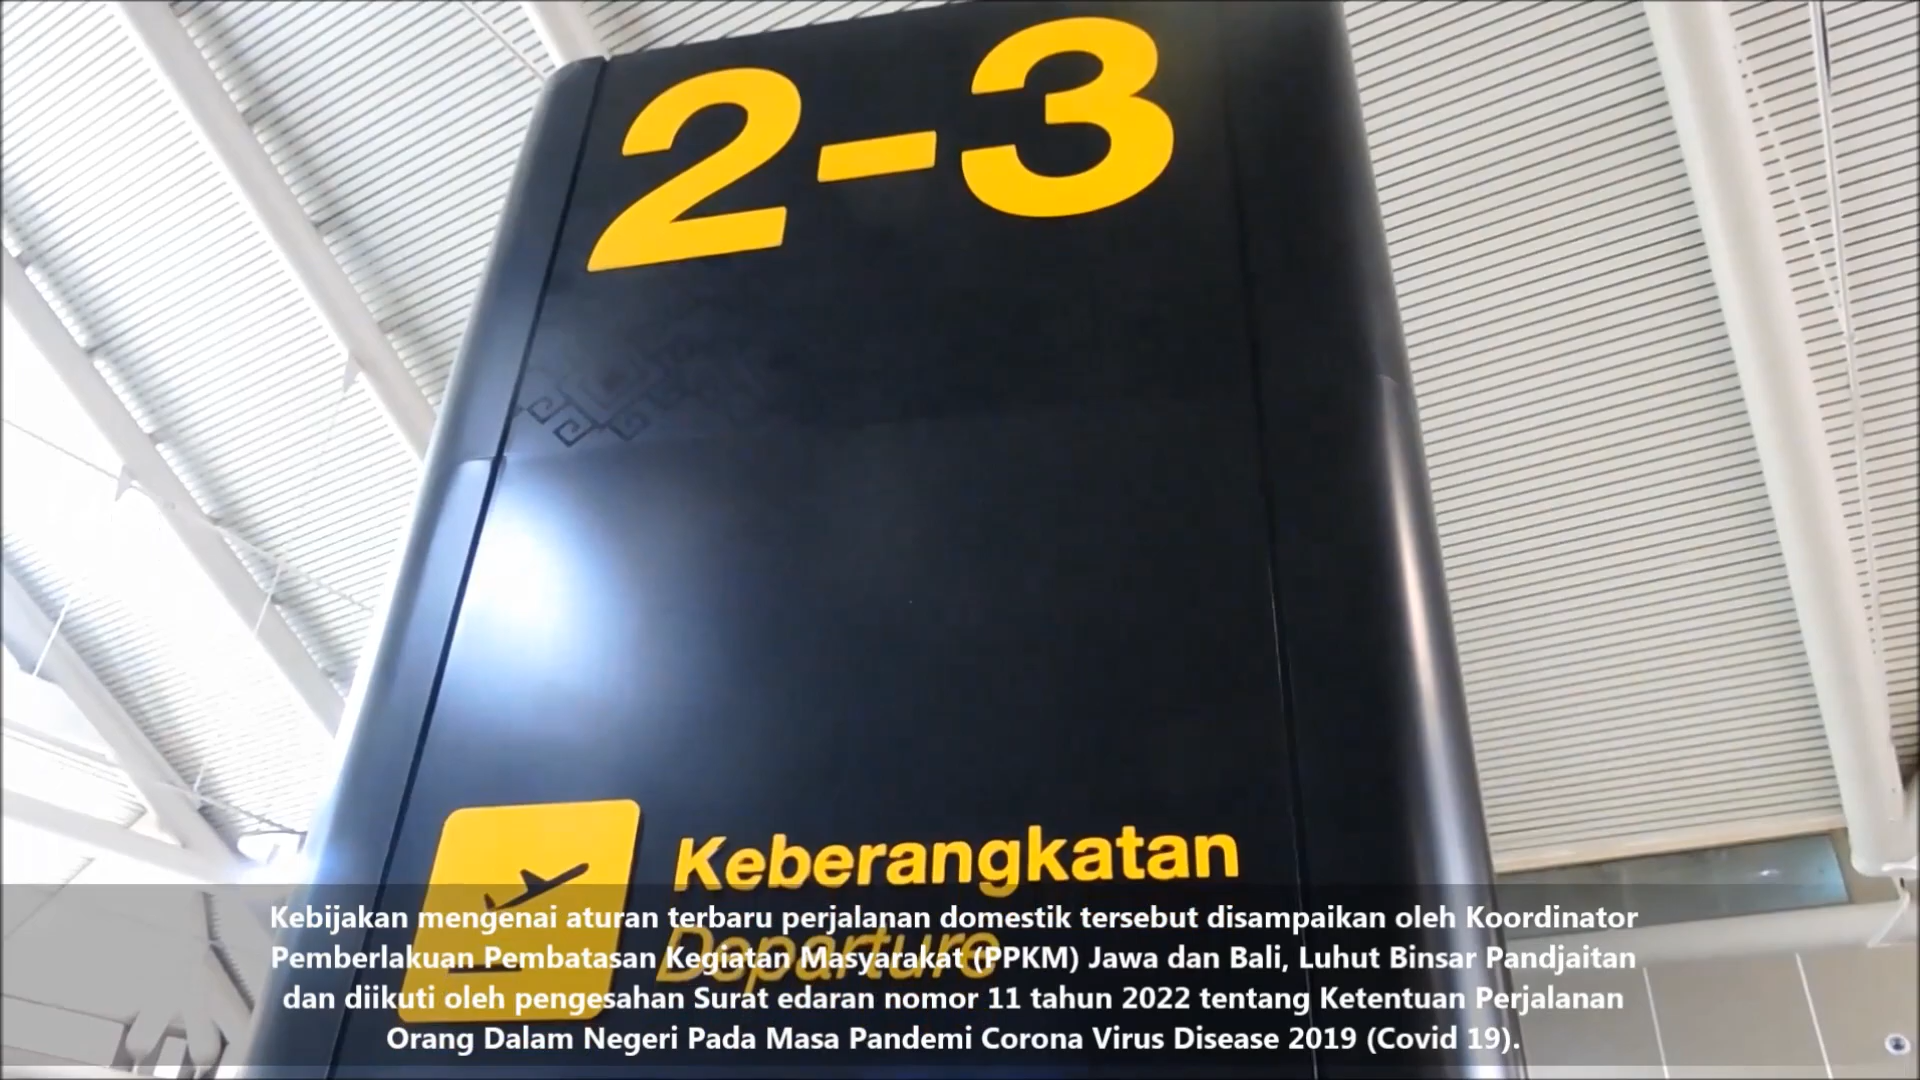 2-3
Keberangkatan
Departure
Kebijakan mengenai aturan terbaru perjalanan domestik tersebut disampaikan oleh Koordinator
Pemberlakuan Pembatasan Kegiatan Masyarakat (PPKM) Jawa dan Bali, Luhut Binsar Pandjaitan
dan diikuti oleh pengesahan Surat edaran nomor 11 tahun 2022 tentang Ketentuan Perjalanan
Orang Dalam Negeri Pada Masa Pandemi Corona Virus Disease 2019 (Covid 19).